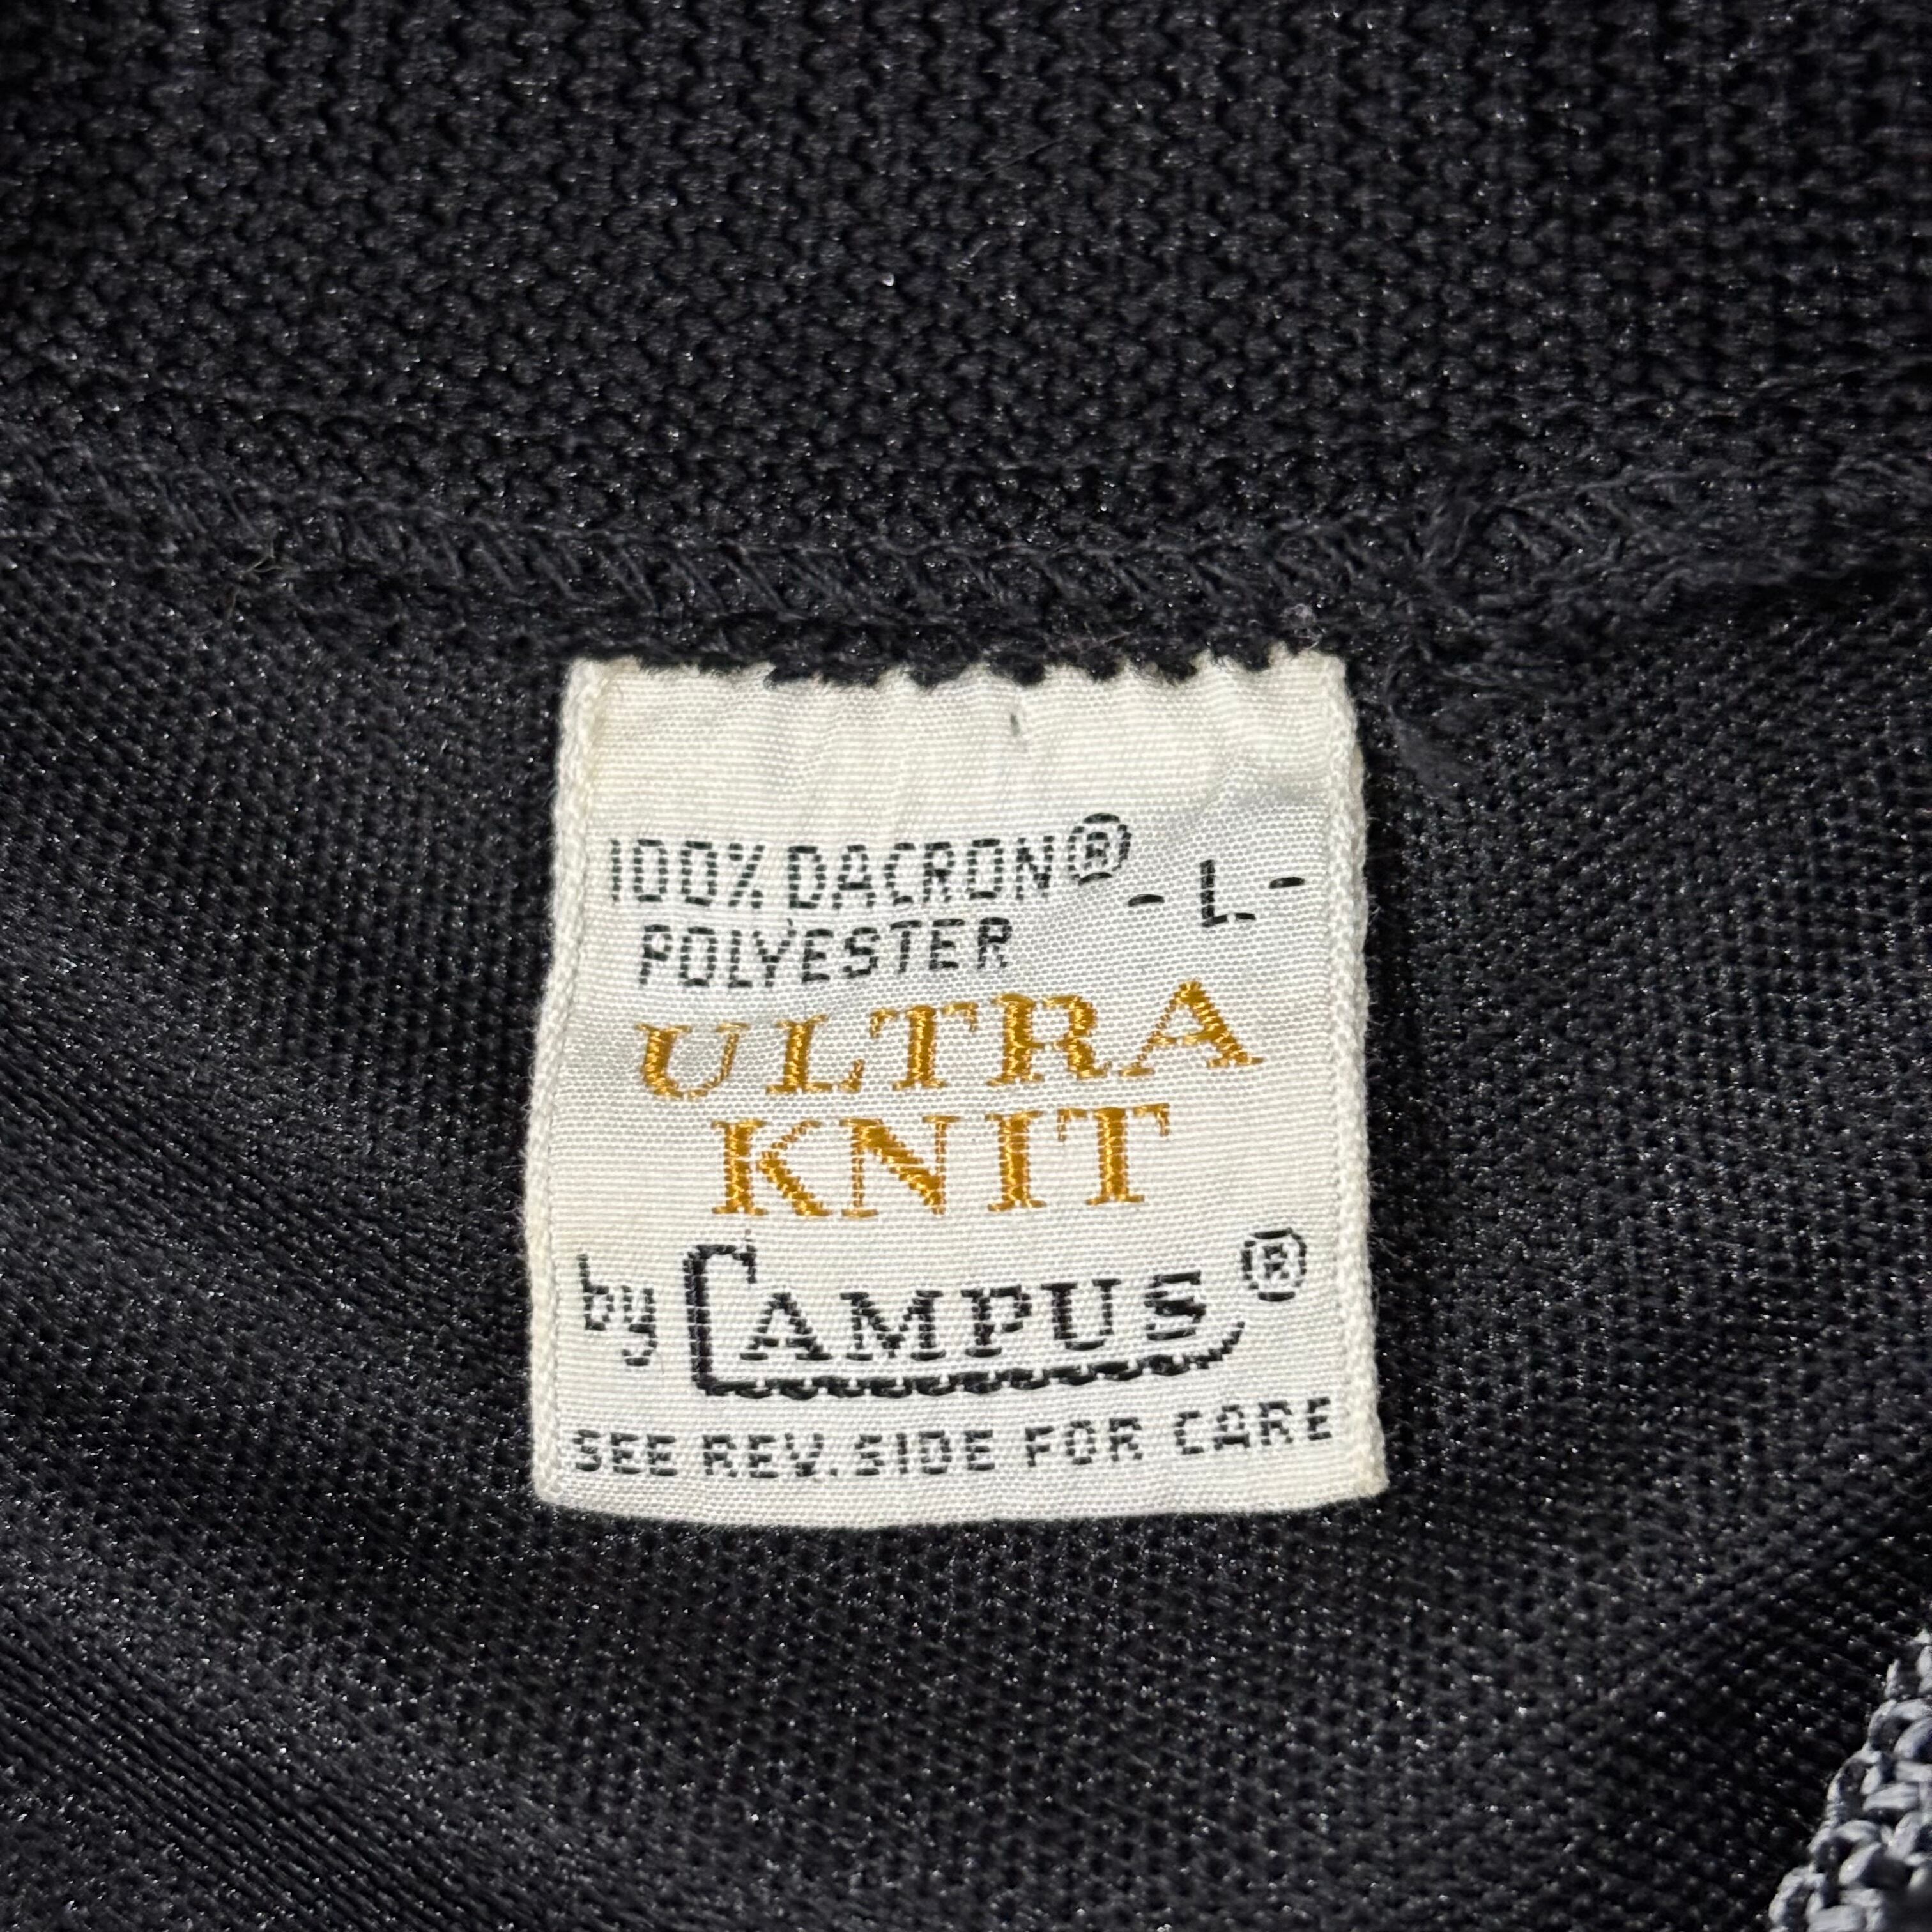 100% DACRON®
POLYESTER
- L -
ULTRA
KNIT
by CAMPUS®
SEE REV. SIDE FOR CARE